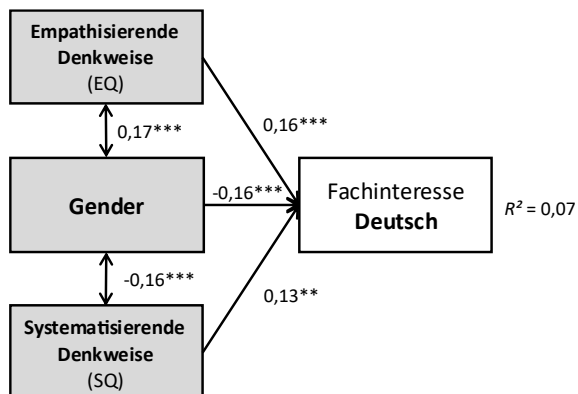 Empathisierende
Denkweise
(EQ)
0,17***
0,16***
Gender
-0,16***
Fachinteresse
Deutsch
R² = 0,07
-0,16***
0,13**
Systematisierende
Denkweise
(SQ)